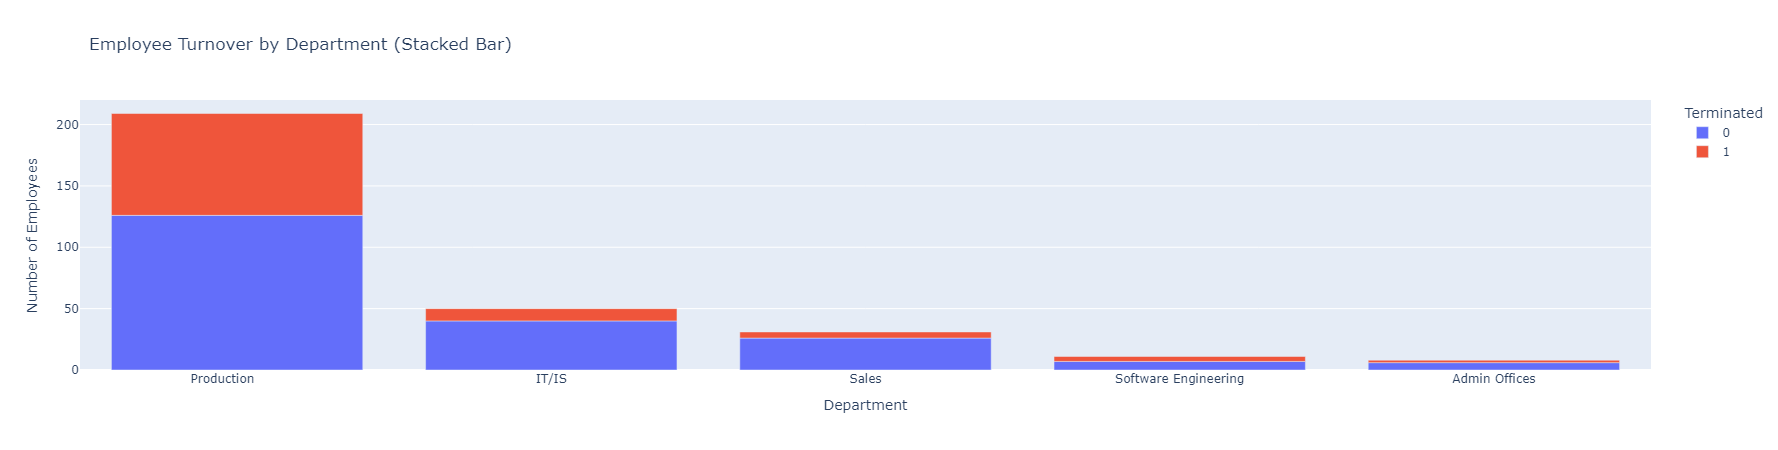 Employee Turnover by Department (Stacked Bar)
Terminated
0
1
Number of Employees
200
150
100
50
0
Production
IT/IS
Sales
Software Engineering
Admin Offices
Department